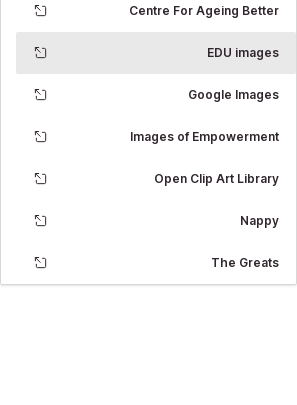 Centre For Ageing Better
EDU images
Google Images
Images of Empowerment
Open Clip Art Library
Nappy
The Greats